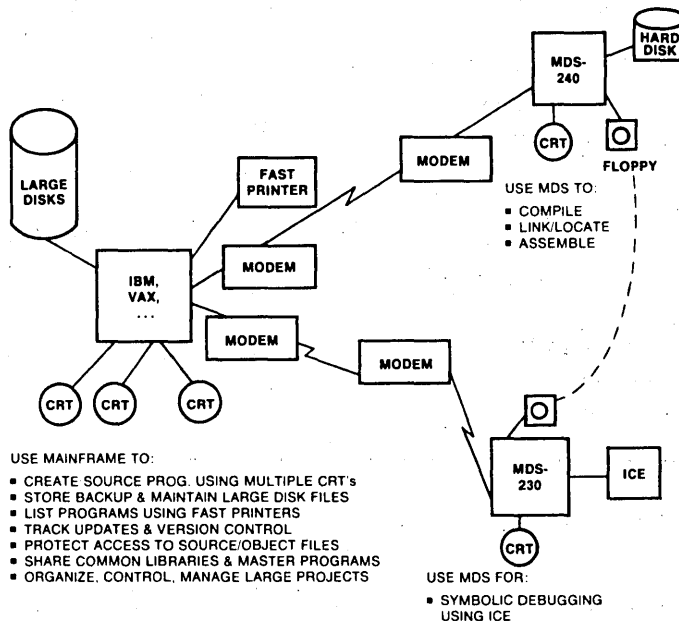 HARD
DISK
MDS-
240
CRT
FLOPPY
MODEM
LARGE
DISKS
FAST
PRINTER
USE MDS TO:
▪ COMPILE
▪ LINK/LOCATE
▪ ASSEMBLE
MODEM
IBM,
VAX,
...
MODEM
MODEM
CRT
CRT
CRT
MDS-
230
ICE
CRT
USE MAINFRAME TO:
▪ CREATE SOURCE PROG. USING MULTIPLE CRT's
▪ STORE BACKUP & MAINTAIN LARGE DISK FILES
▪ LIST PROGRAMS USING FAST PRINTERS
▪ TRACK UPDATES & VERSION CONTROL
▪ PROTECT ACCESS TO SOURCE/OBJECT FILES
▪ SHARE COMMON LIBRARIES & MASTER PROGRAMS
▪ ORGANIZE, CONTROL, MANAGE LARGE PROJECTS
USE MDS FOR:
▪ SYMBOLIC DEBUGGING
USING ICE